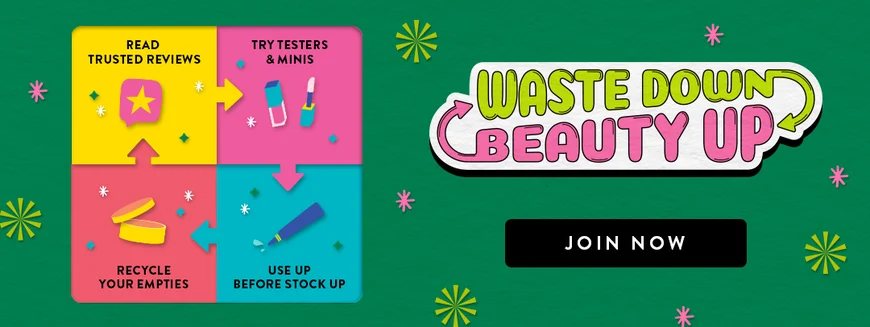 READ
TRUSTED REVIEWS
TRY TESTERS
& MINIS
USE UP
BEFORE STOCK UP
RECYCLE
YOUR EMPTIES
WASTE DOWN
BEAUTY UP
JOIN NOW